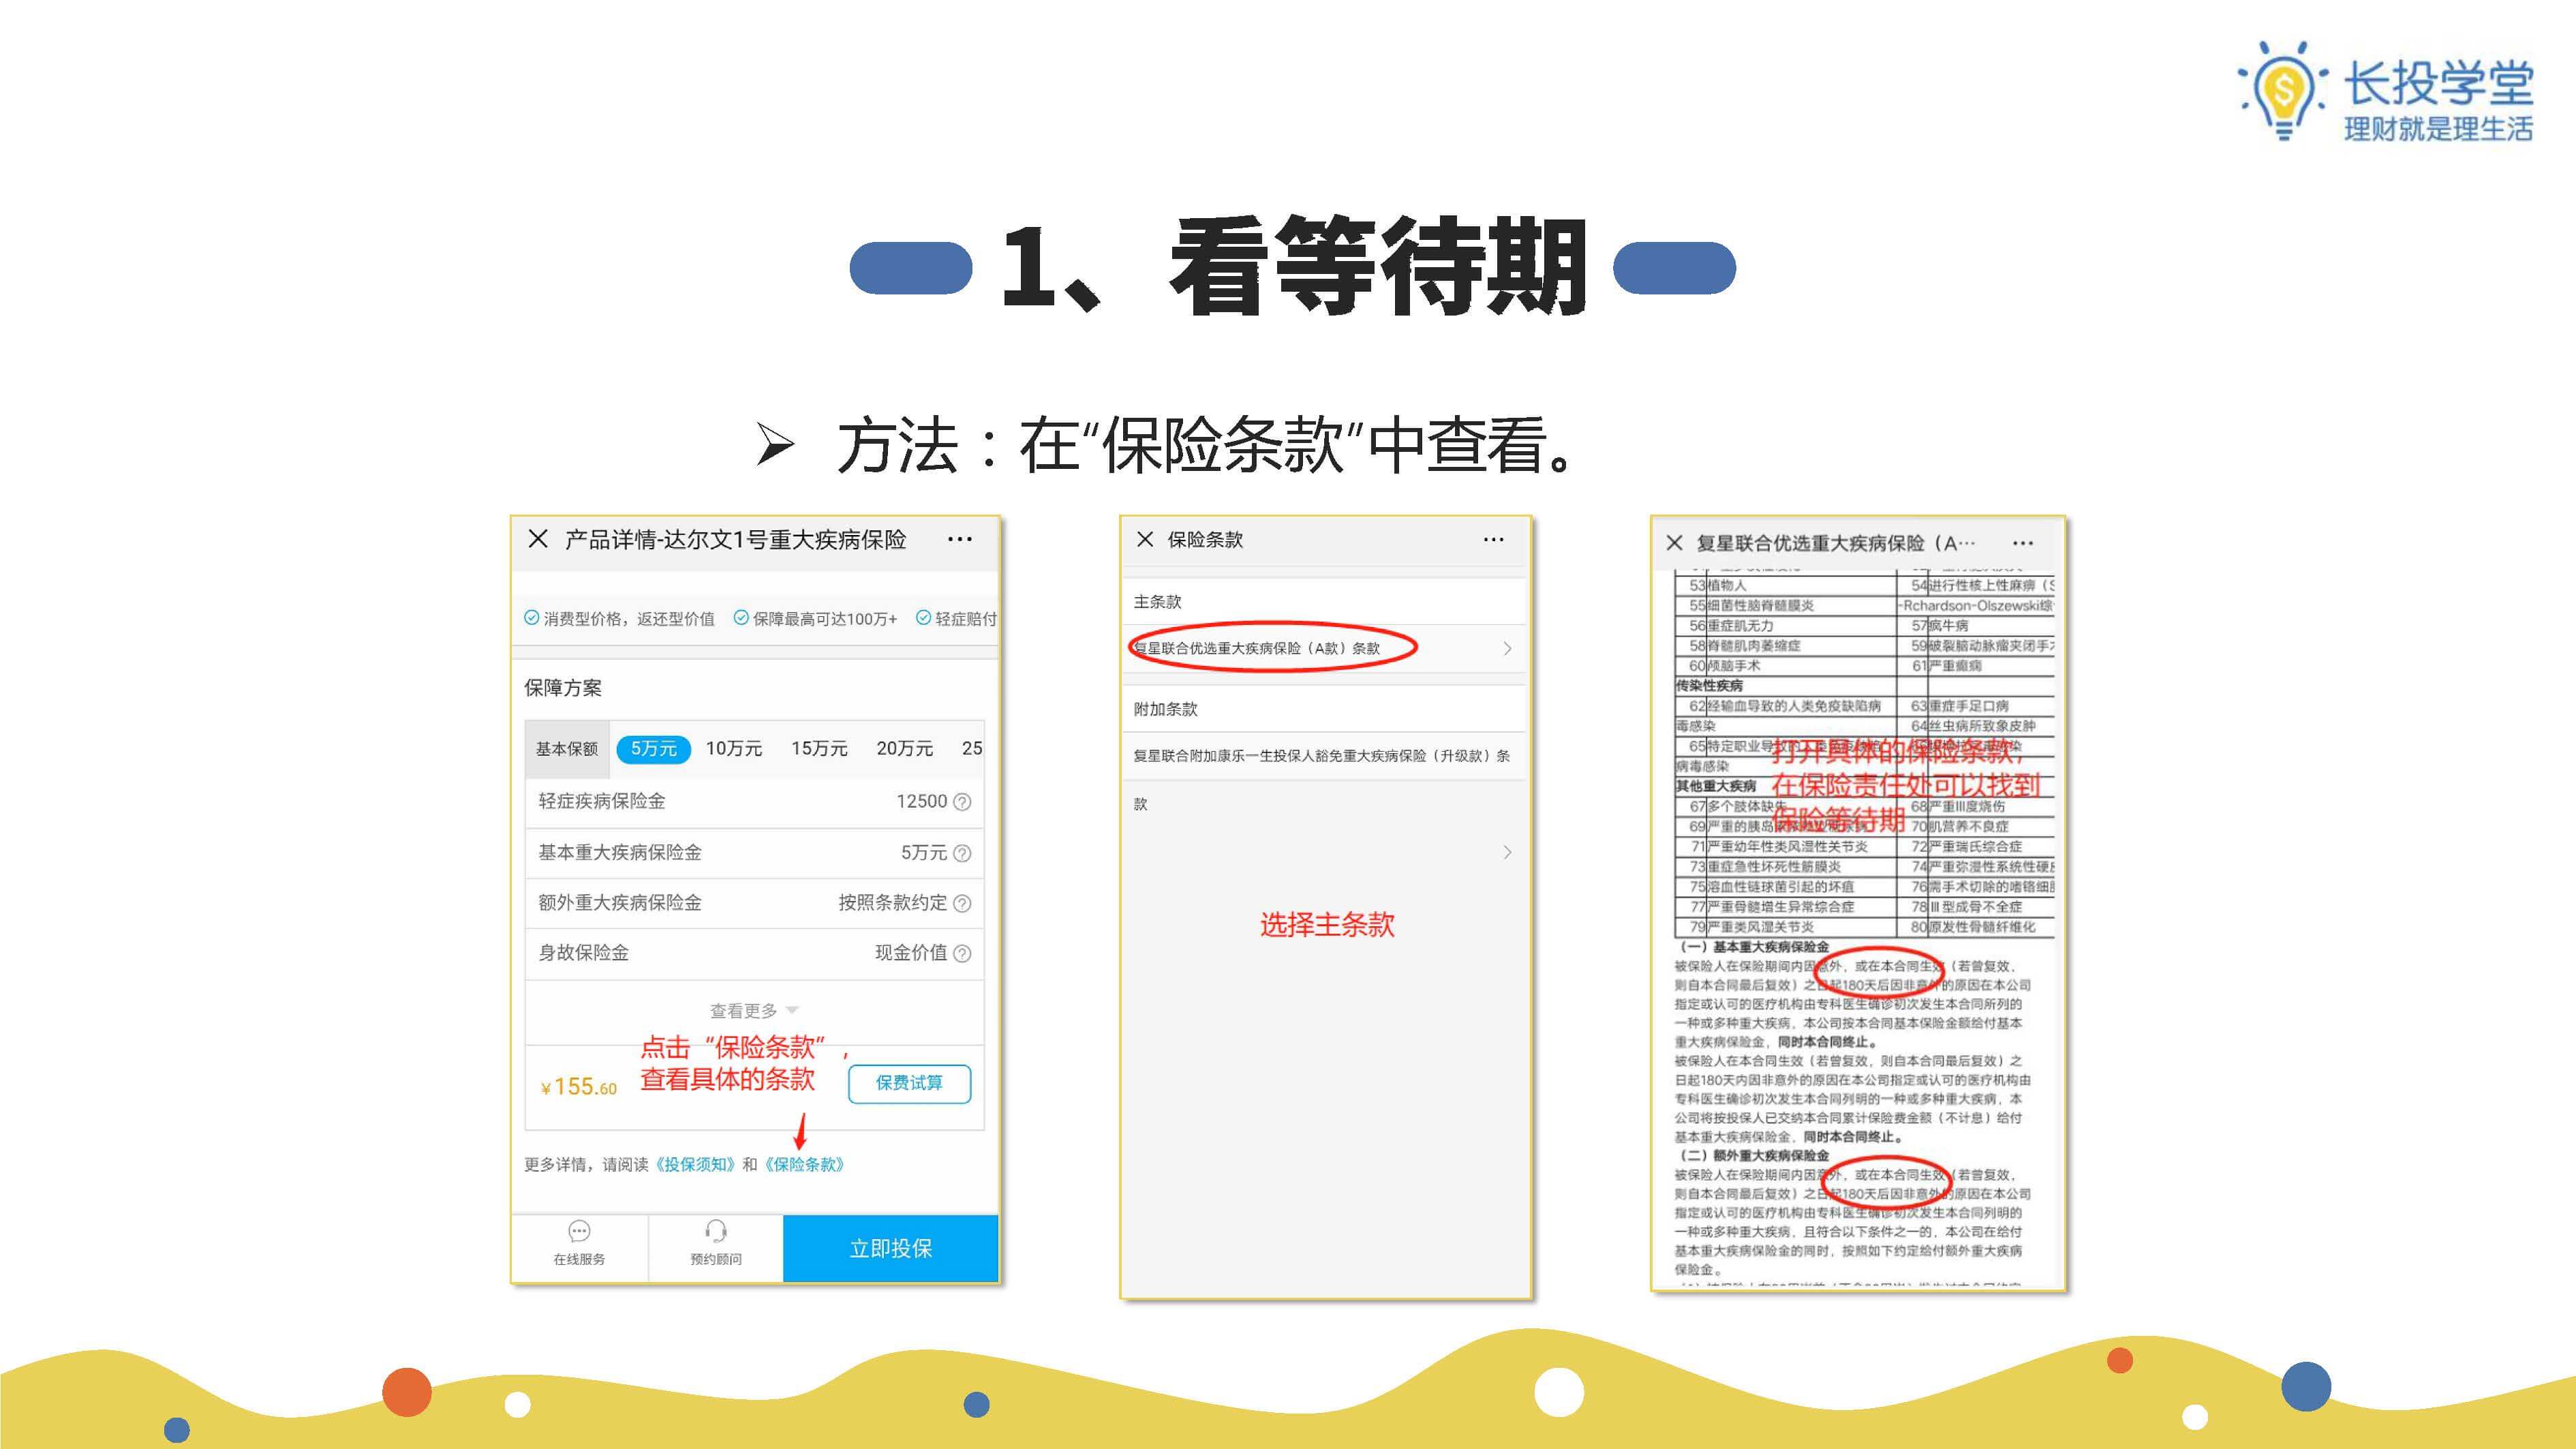 长投学堂
理财就是理生活
1、看等待期
方法：在“保险条款”中查看。
产品详情-达尔文1号重大疾病保险
消费型价格，返还型价值 保障最高可达100万+ 轻症赔付
保障方案
基本保额 5万元 10万元 15万元 20万元 25
轻症疾病保险金 12500
基本重大疾病保险金 5万元
额外重大疾病保险金 按照条款约定
身故保险金 现金价值
查看更多
点击“保险条款”，
查看具体的条款
¥155.60 保费试算
更多详情，请阅读《投保须知》和《保险条款》
在线服务 预约顾问 立即投保
保险条款
主条款
复星联合优选重大疾病保险（A款）条款
附加条款
复星联合附加康乐一生投保人豁免重大疾病保险（升级款）条
款
选择主条款
复星联合优选重大疾病保险（A…
53 植物人 54 进行性核上性麻痹（S
55 细菌性脑脊髓膜炎 -Rchardson-Olszewski综
56 重症肌无力 57 疯牛病
58 脊髓肌肉萎缩症 59 破裂脑动脉瘤夹闭手
60 颅脑手术 61 严重癫痫
传染性疾病
62 经输血导致的人类免疫缺陷病 63 重症手足口病
毒感染 64 丝虫病所致象皮肿
65 特定职业导
病毒感染
其他重大疾病
打开具体的保险条款，
在保险责任处可以找到
保险等待期
67 多个肢体缺失 68 严重III度烧伤
69 严重的胰岛 70 肌营养不良症
71 严重幼年性类风湿性关节炎 72 严重瑞氏综合症
73 重症急性坏死性筋膜炎 74 严重弥漫性系统性硬
75 溶血性链球菌引起的坏疽 76 需手术切除的嗜铬细
77 严重骨髓增生异常综合症 78 III型成骨不全症
79 严重类风湿关节炎 80 原发性骨髓纤维化
（一）基本重大疾病保险金
被保险人在保险期间内因意外，或在本合同生效（若曾复效，
则自本合同最后复效）之日起180天后因非意外的原因在本公司
指定或认可的医疗机构由专科医生确诊初次发生本合同所列的
一种或多种重大疾病，本公司按本合同基本保险金额给付基本
重大疾病保险金，同时本合同终止。
被保险人在本合同生效（若曾复效，则自本合同最后复效）之
日起180天内因非意外的原因在本公司指定或认可的医疗机构由
专科医生确诊初次发生本合同列明的一种或多种重大疾病，本
公司将按投保人已交纳本合同累计保险费金额（不计息）给付
基本重大疾病保险金，同时本合同终止。
（二）额外重大疾病保险金
被保险人在保险期间内因意外，或在本合同生效（若曾复效，
则自本合同最后复效）之日起180天后因非意外的原因在本公司
指定或认可的医疗机构由专科医生确诊初次发生本合同列明的
一种或多种重大疾病，且符合以下条件之一的，本公司在给付
基本重大疾病保险金的同时，按照如下约定给付额外重大疾病
保险金。